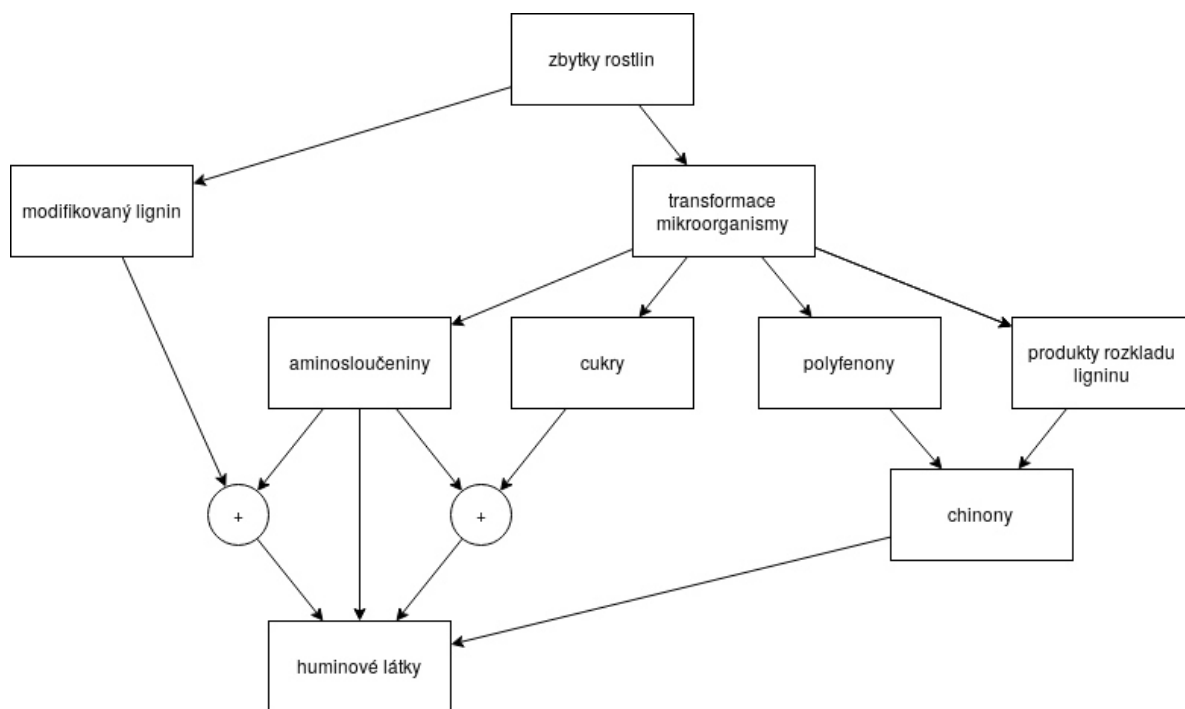 zbytky rostlin
modifikovaný lignin
transformace
mikroorganismy
aminosloučeniny
cukry
polyfenony
produkty rozkladu
ligninu
+
+
chinony
huminové látky